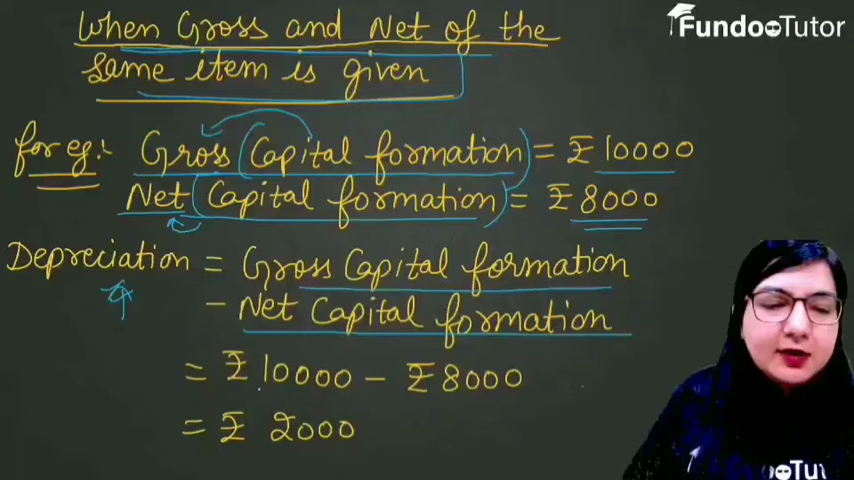 When Gross and Net of the
same item is given
FundooTutor
for eg:- Gross (Capital formation) = ₹ 10000
Net (Capital formation) = ₹ 8000
Depreciation = Gross Capital formation
- Net Capital formation
= ₹ 10000 - ₹ 8000
= ₹ 2000